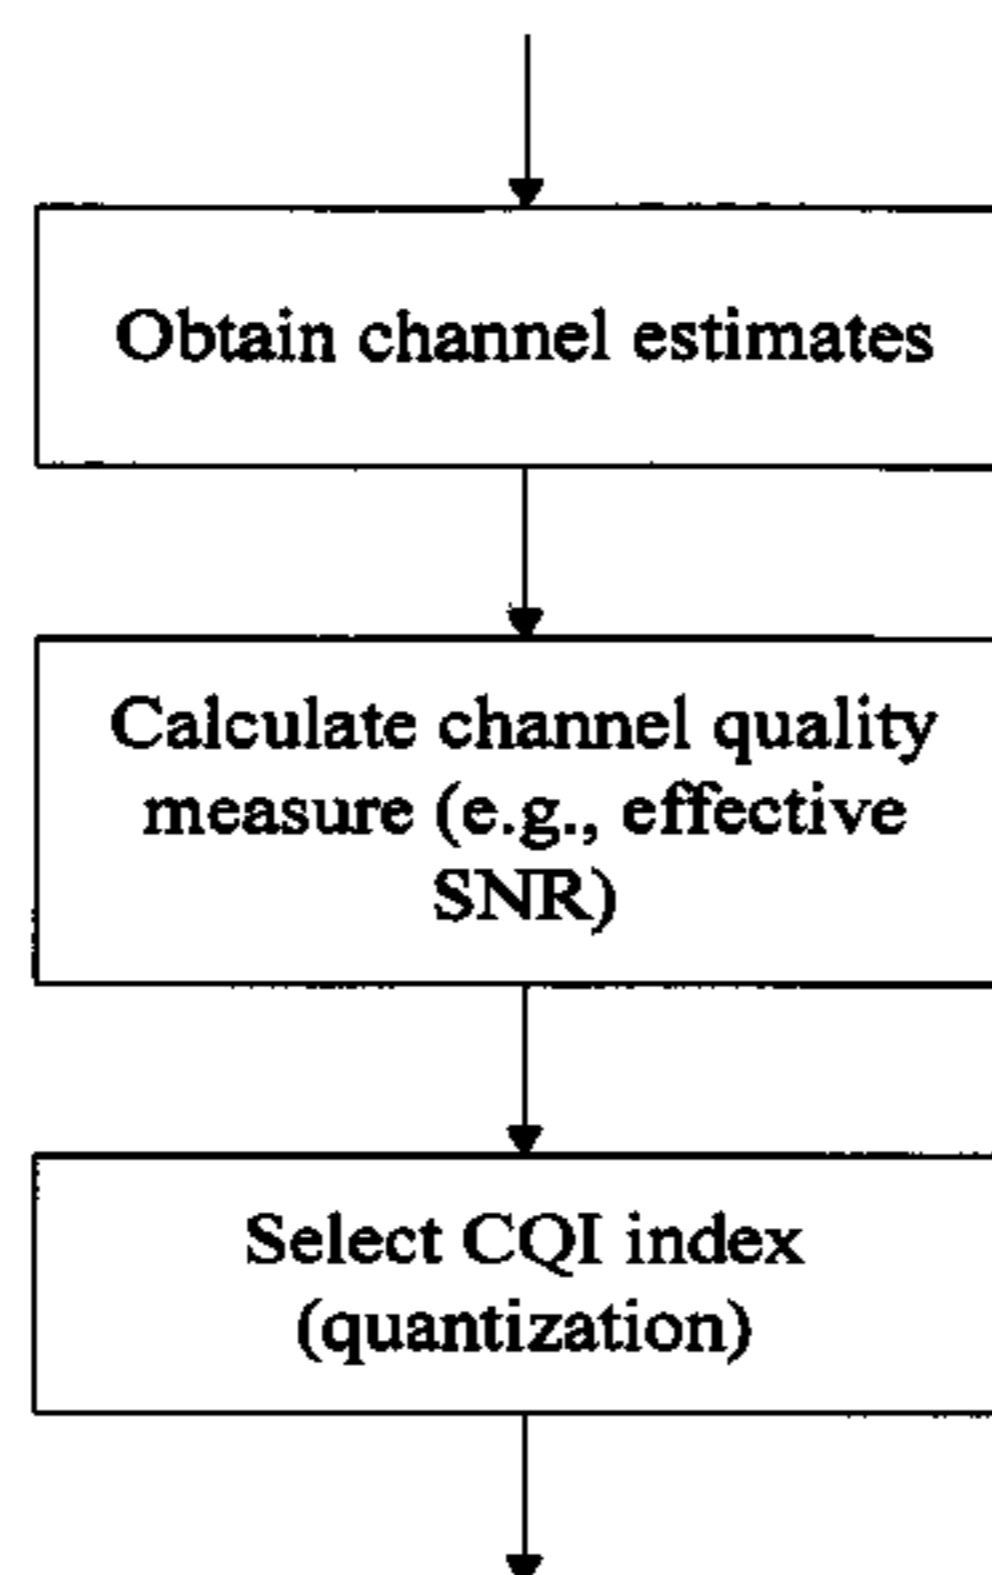 Obtain channel estimates
Calculate channel quality
measure (e.g., effective
SNR)
Select CQI index
(quantization)